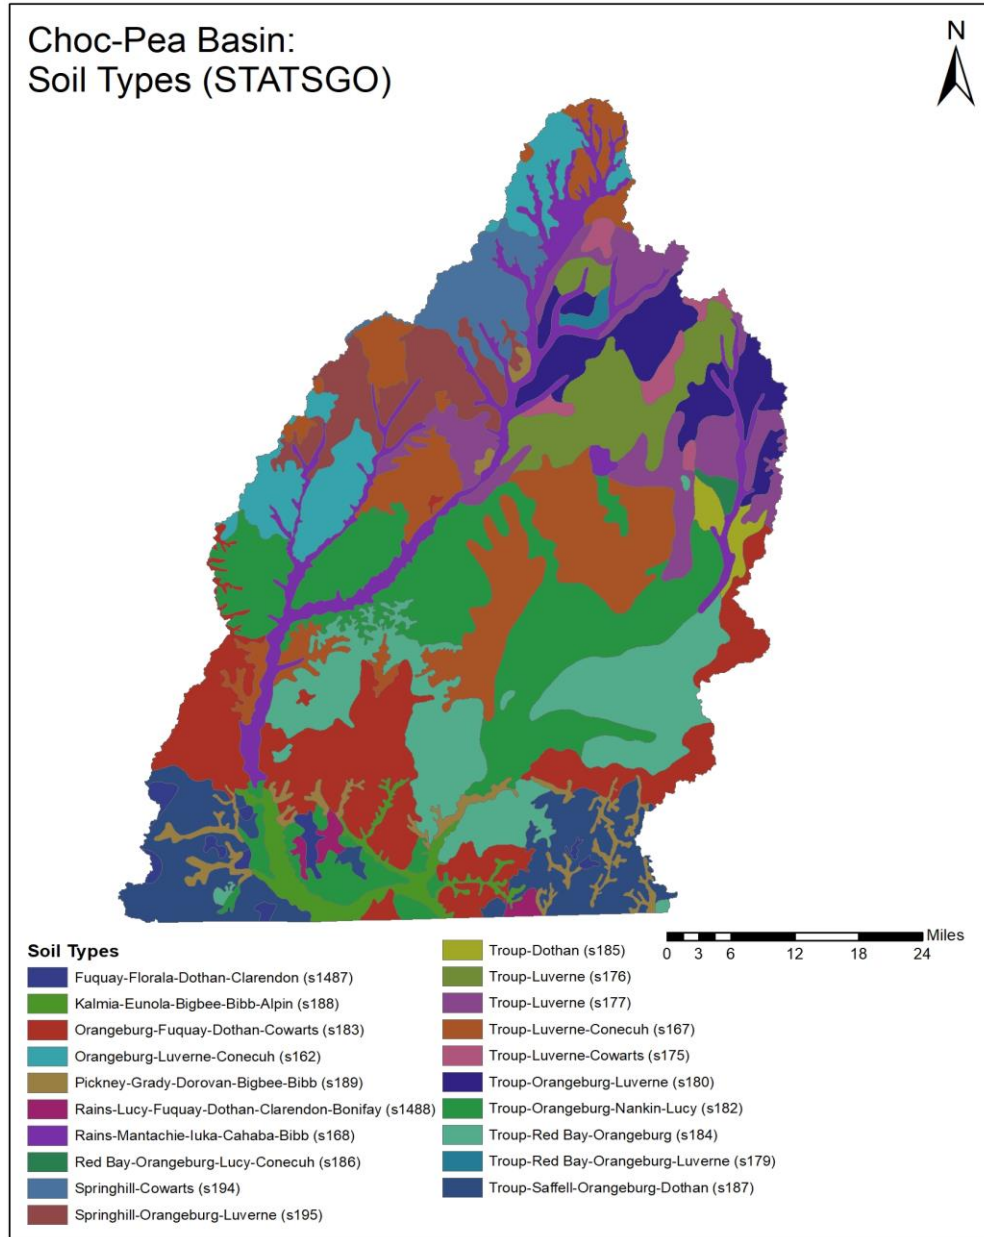 Choc-Pea Basin:
Soil Types (STATSGO)
N
Soil Types
Fuquay-Florala-Dothan-Clarendon (s1487)
Kalmia-Eunola-Bigbee-Bibb-Alpin (s188)
Orangeburg-Fuquay-Dothan-Cowarts (s183)
Orangeburg-Luverne-Conecuh (s162)
Pickney-Grady-Dorovan-Bigbee-Bibb (s189)
Rains-Lucy-Fuquay-Dothan-Clarendon-Bonifay (s1488)
Rains-Mantachie-Iuka-Cahaba-Bibb (s168)
Red Bay-Orangeburg-Lucy-Conecuh (s186)
Springhill-Cowarts (s194)
Springhill-Orangeburg-Luverne (s195)
Troup-Dothan (s185)
Troup-Luverne (s176)
Troup-Luverne (s177)
Troup-Luverne-Conecuh (s167)
Troup-Luverne-Cowarts (s175)
Troup-Orangeburg-Luverne (s180)
Troup-Orangeburg-Nankin-Lucy (s182)
Troup-Red Bay-Orangeburg (s184)
Troup-Red Bay-Orangeburg-Luverne (s179)
Troup-Saffell-Orangeburg-Dothan (s187)
Miles
0 3 6 12 18 24